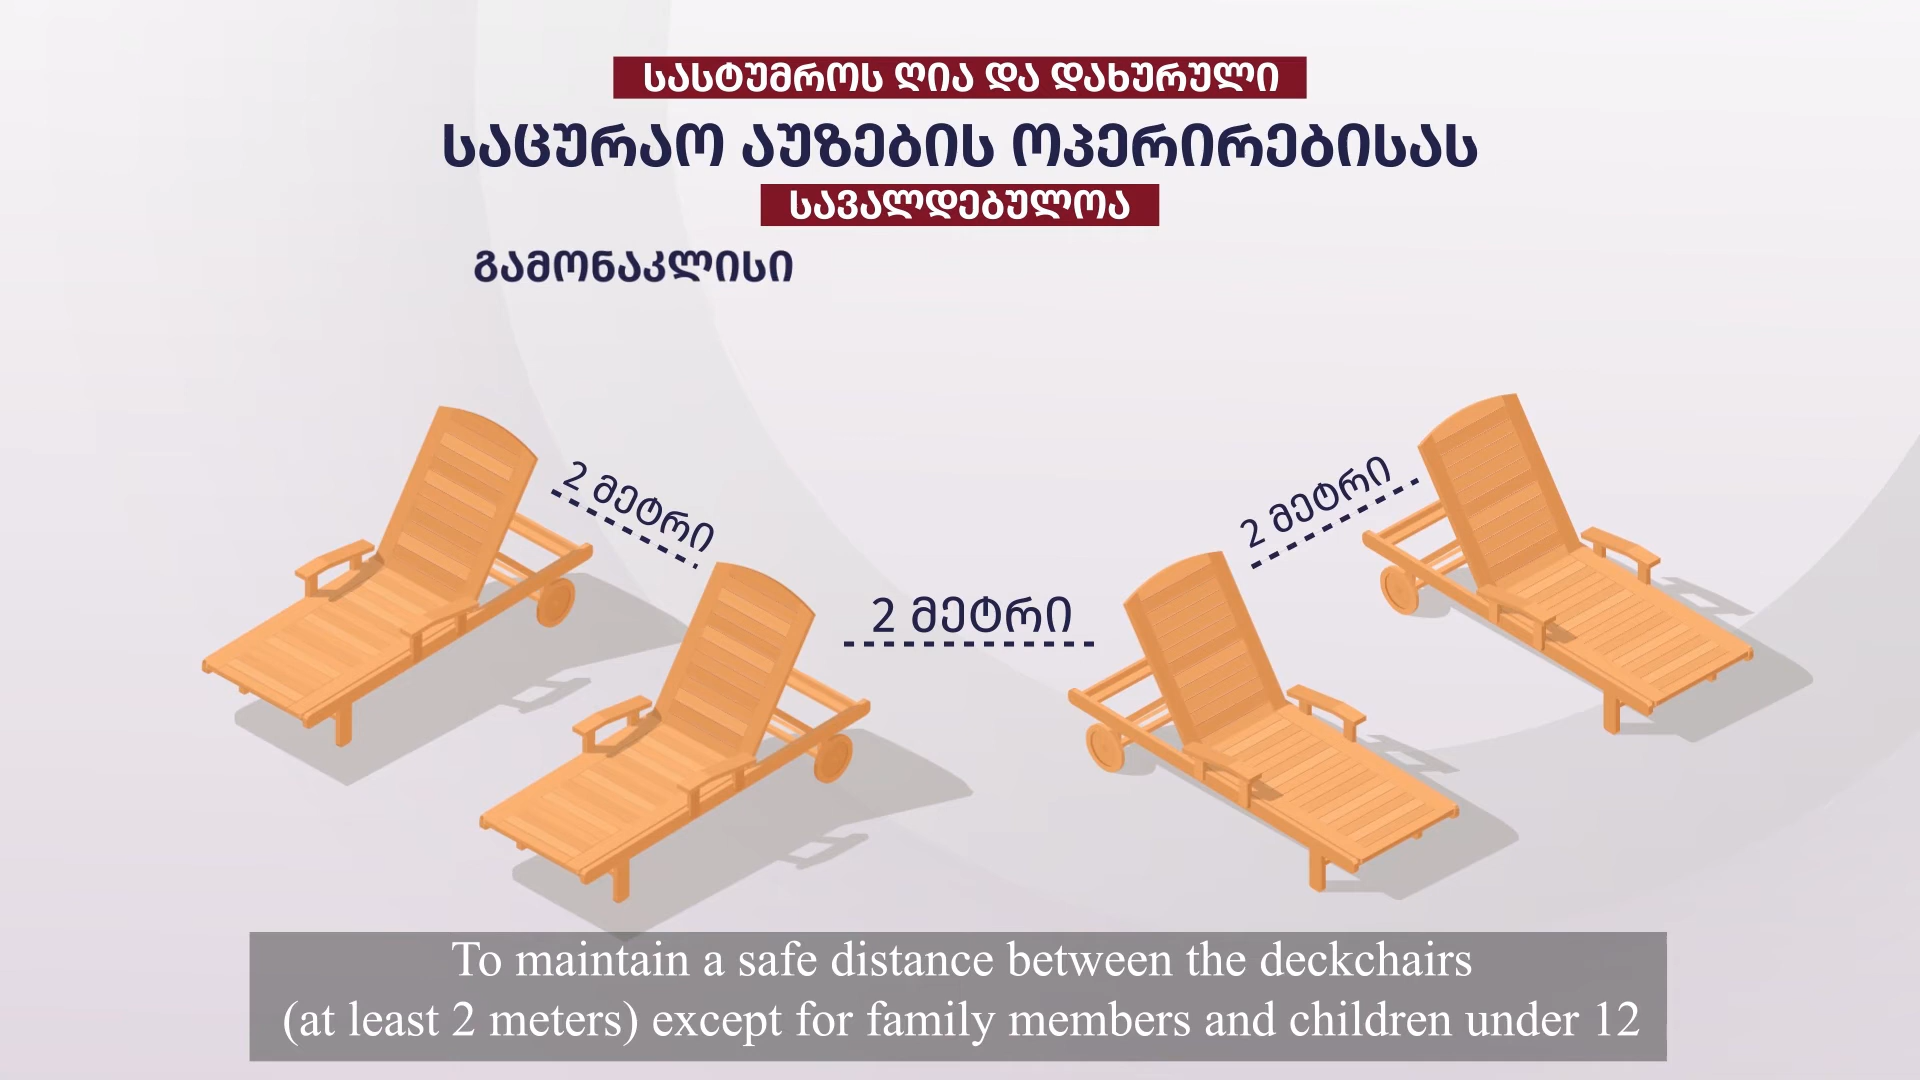 სასტუმროს ღია და დახურული
საცურაო აუზების ოპერირებისას
სავალდებულოა
გამონაკლისი
2 მეტრი
2 მეტრი
2 მეტრი
To maintain a safe distance between the deckchairs
(at least 2 meters) except for family members and children under 12